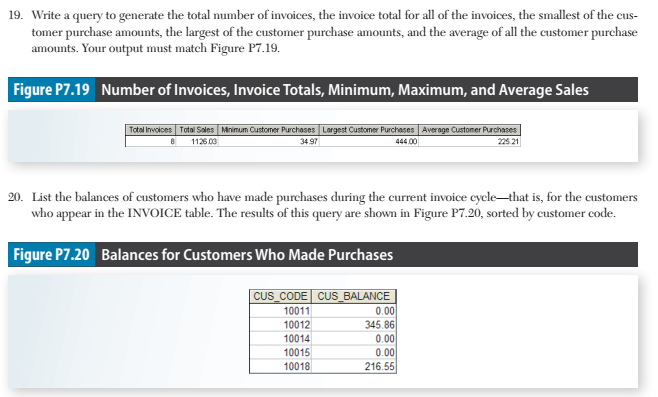 19. Write a query to generate the total number of invoices, the invoice total for all of the invoices, the smallest of the cus-
tomer purchase amounts, the largest of the customer purchase amounts, and the average of all the customer purchase
amounts. Your output must match Figure P7.19.
Figure P7.19 Number of Invoices, Invoice Totals, Minimum, Maximum, and Average Sales
Total Invoices Total Sales Minimum Customer Purchases Largest Customer Purchases Average Customer Purchases
8 1126.03 34.97 444.00 225.21
20. List the balances of customers who have made purchases during the current invoice cycle—that is, for the customers
who appear in the INVOICE table. The results of this query are shown in Figure P7.20, sorted by customer code.
Figure P7.20 Balances for Customers Who Made Purchases
CUS_CODE CUS_BALANCE
10011 0.00
10012 345.86
10014 0.00
10015 0.00
10018 216.55